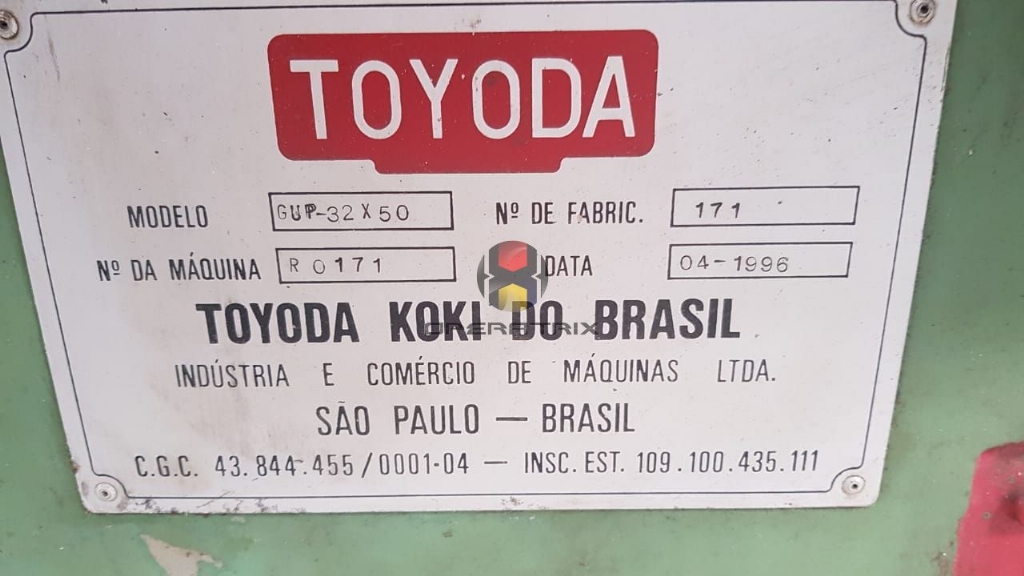 TOYODA
MODELO GUP-32X50 Nº DE FABRIC. 171
Nº DA MÁQUINA R0171 DATA 04-1996
TOYODA KOKI DO BRASIL
OPERATRIX
INDÚSTRIA E COMÉRCIO DE MÁQUINAS LTDA.
SÃO PAULO — BRASIL
C.G.C. 43.844.455/0001-04 — INSC. EST. 109.100.435.111